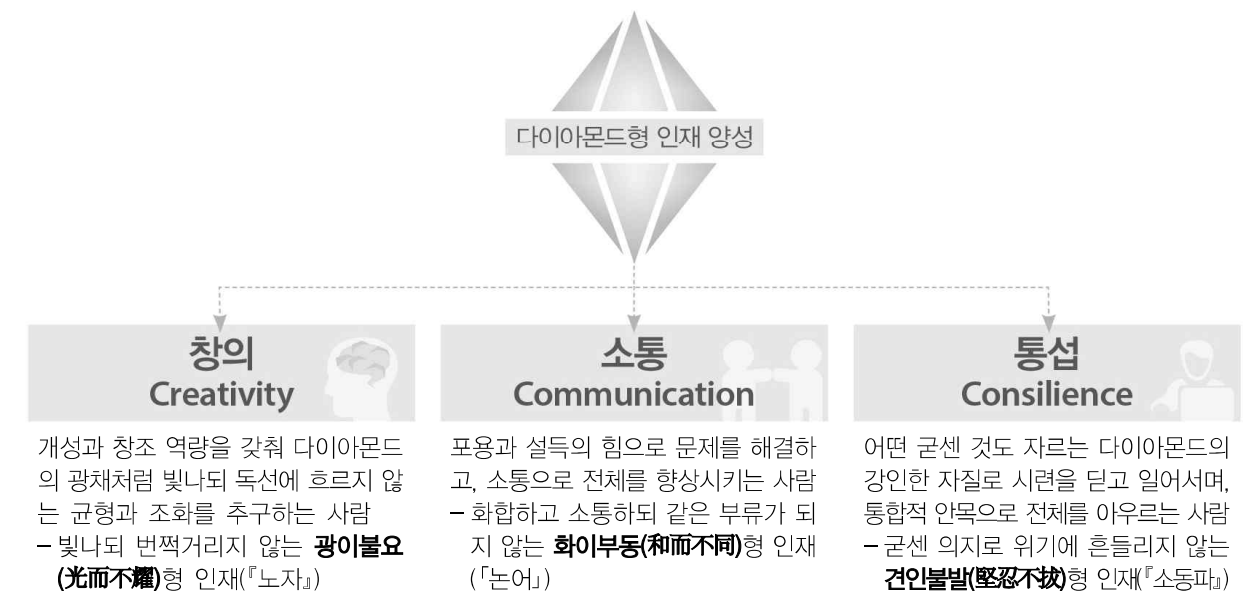 다이아몬드형 인재 양성
창의
Creativity
개성과 창조 역량을 갖춰 다이아몬드
의 광채처럼 빛나되 독선에 흐르지 않
는 균형과 조화를 추구하는 사람
– 빛나되 번쩍거리지 않는 광이불요
(光而不耀)형 인재(『노자』)
소통
Communication
포용과 설득의 힘으로 문제를 해결하
고, 소통으로 전체를 향상시키는 사람
– 화합하고 소통하되 같은 부류가 되
지 않는 화이부동(和而不同)형 인재
(「논어」)
통섭
Consilience
어떤 굳센 것도 자르는 다이아몬드의
강인한 자질로 시련을 딛고 일어서며,
통합적 안목으로 전체를 아우르는 사람
– 굳센 의지로 위기에 흔들리지 않는
견인불발(堅忍不拔)형 인재(『소동파』)